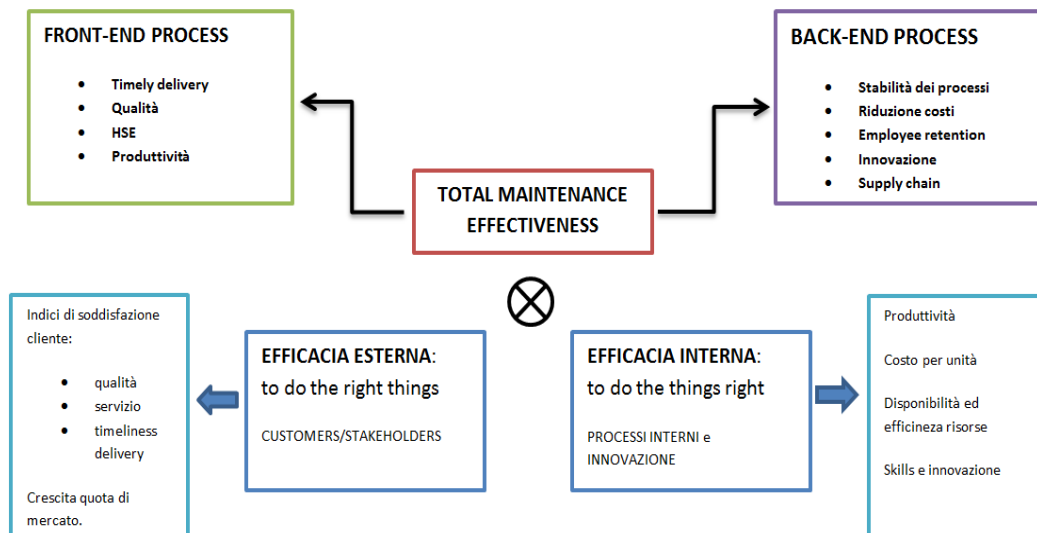 FRONT-END PROCESS
• Timely delivery
• Qualità
• HSE
• Produttività
BACK-END PROCESS
• Stabilità dei processi
• Riduzione costi
• Employee retention
• Innovazione
• Supply chain
TOTAL MAINTENANCE
EFFECTIVENESS
Indici di soddisfazione
cliente:
• qualità
• servizio
• timeliness
delivery
Crescita quota di
mercato.
EFFICACIA ESTERNA:
to do the right things
CUSTOMERS/STAKEHOLDERS
EFFICACIA INTERNA:
to do the things right
PROCESSI INTERNI e
INNOVAZIONE
Produttività
Costo per unità
Disponibilità ed
efficineza risorse
Skills e innovazione